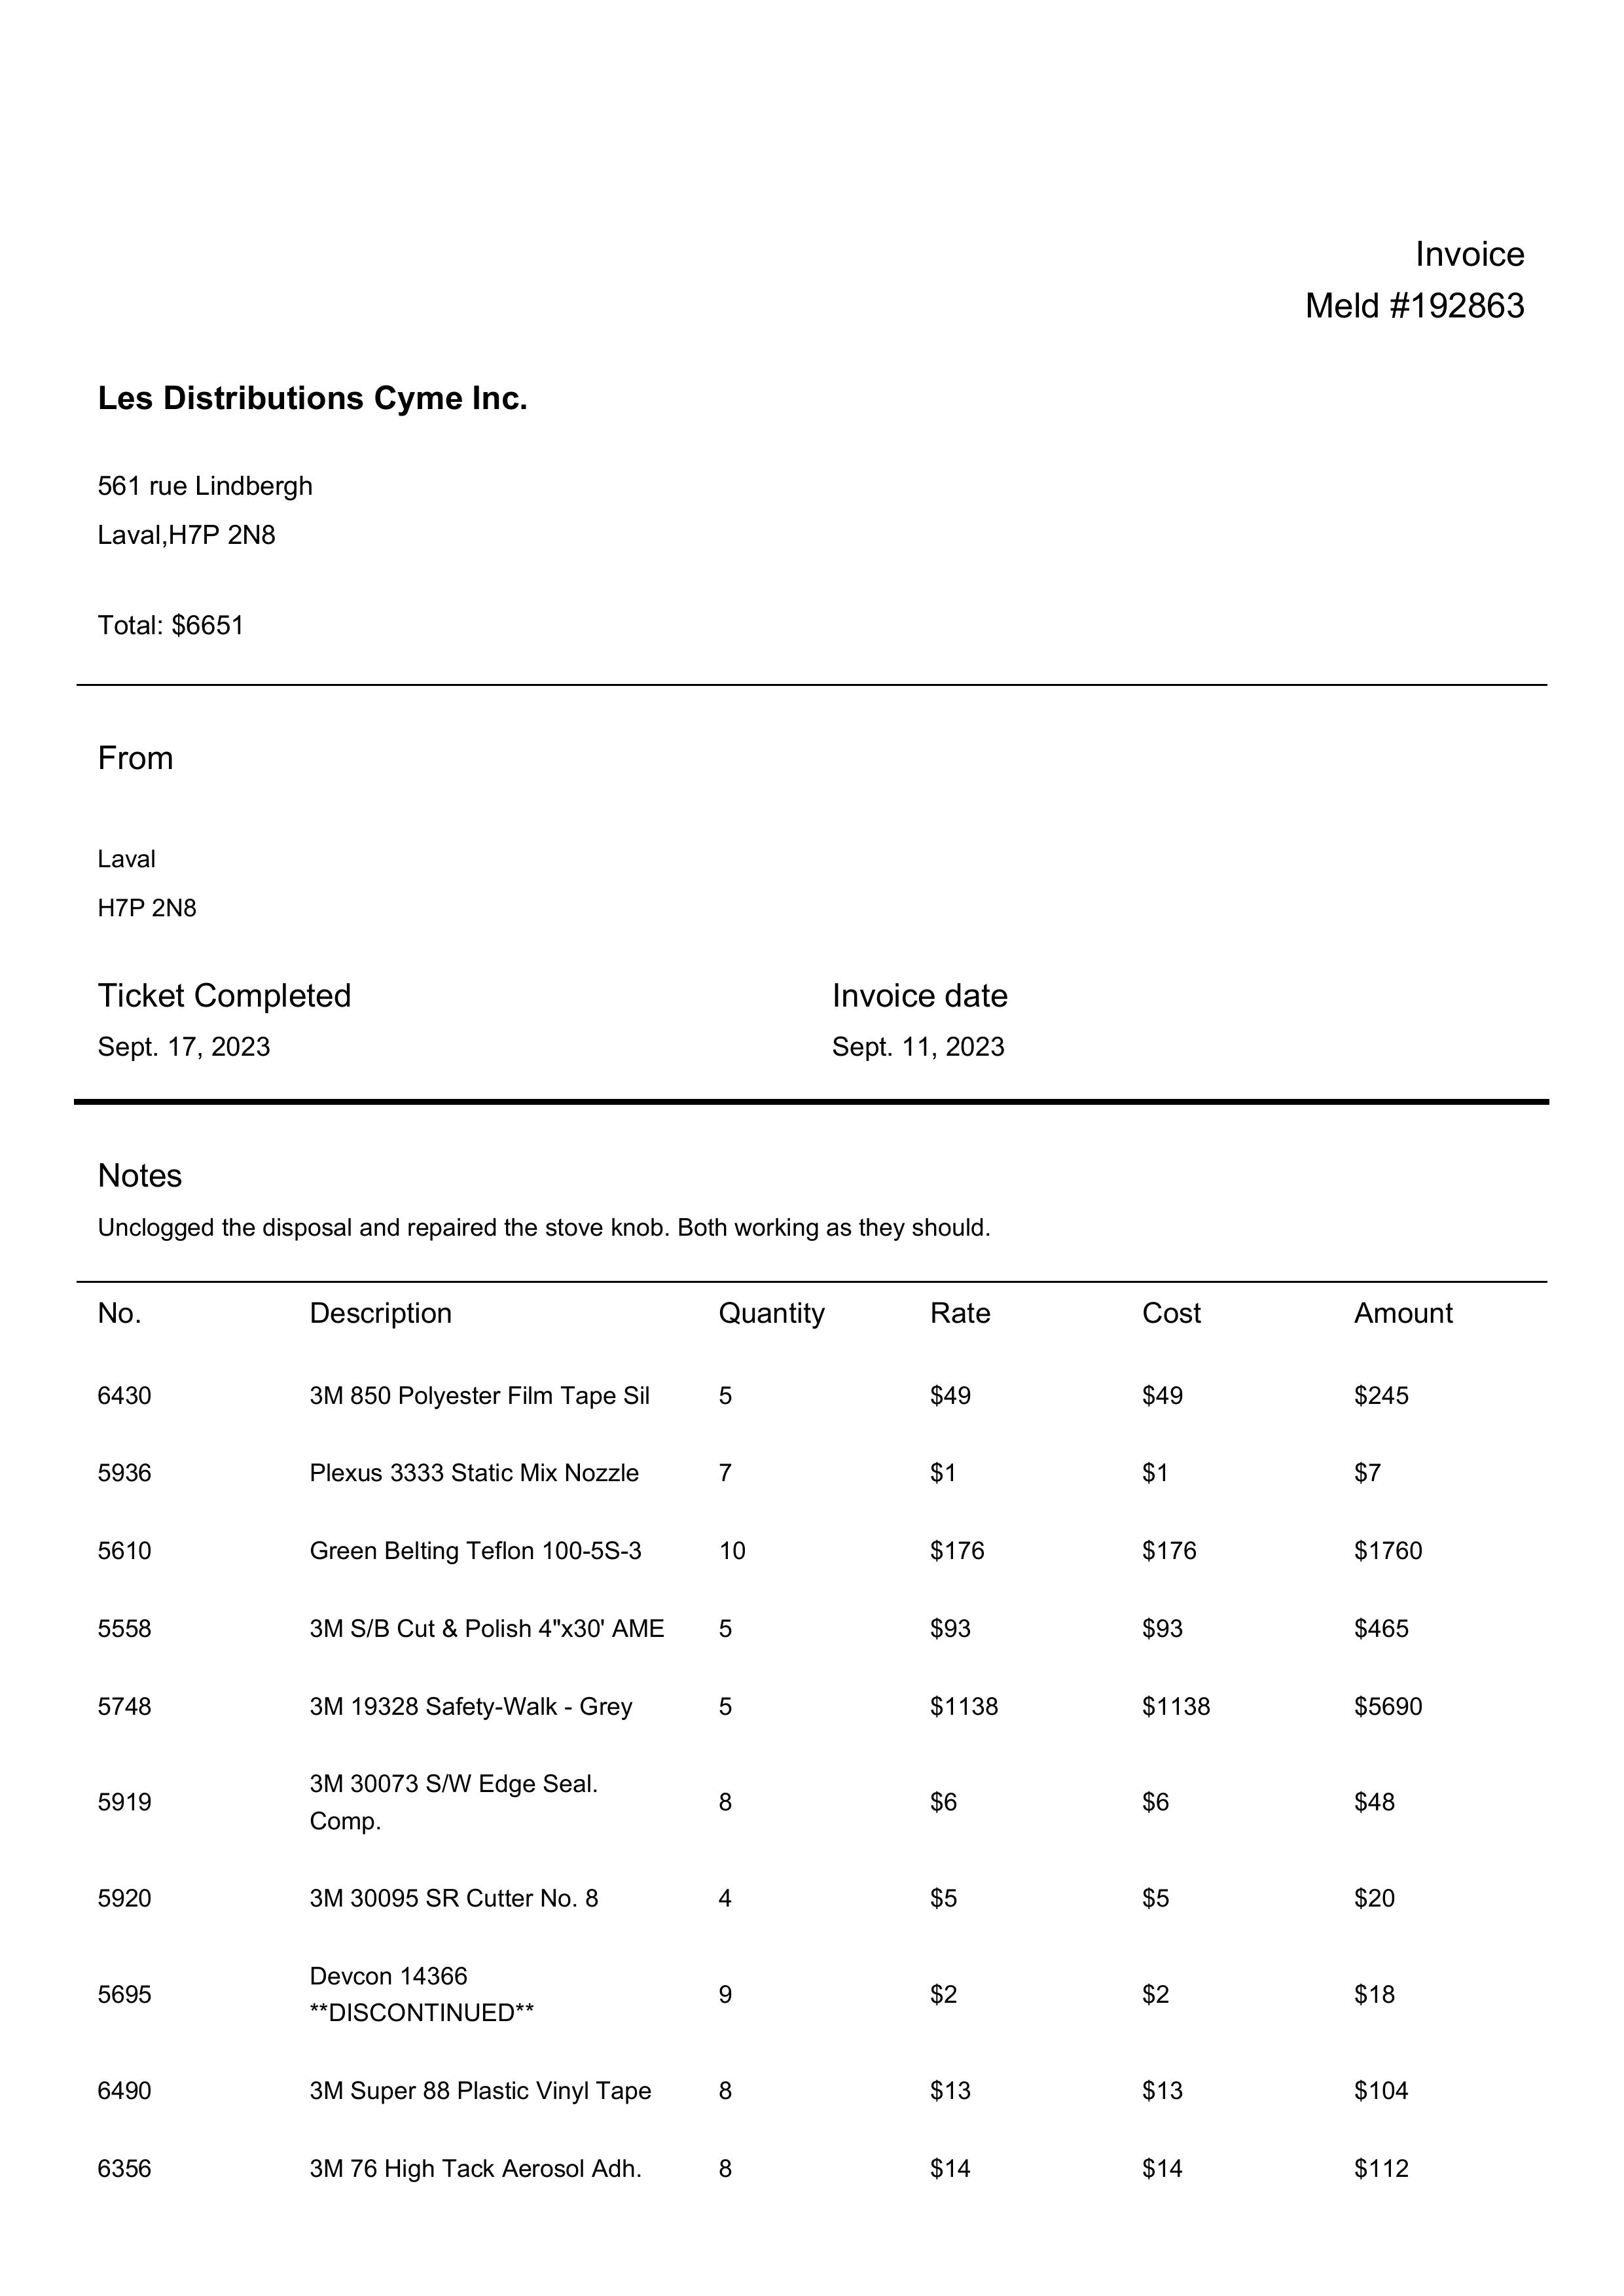 Invoice
Meld #192863
Les Distributions Cyme Inc.
561 rue Lindbergh
Laval,H7P 2N8
Total: $6651
From
Laval
H7P 2N8
Ticket Completed Invoice date
Sept. 17, 2023 Sept. 11, 2023
Notes
Unclogged the disposal and repaired the stove knob. Both working as they should.
No. Description Quantity Rate Cost Amount
6430 3M 850 Polyester Film Tape Sil 5 $49 $49 $245
5936 Plexus 3333 Static Mix Nozzle 7 $1 $1 $7
5610 Green Belting Teflon 100-5S-3 10 $176 $176 $1760
5558 3M S/B Cut & Polish 4"x30' AME 5 $93 $93 $465
5748 3M 19328 Safety-Walk - Grey 5 $1138 $1138 $5690
5919 3M 30073 S/W Edge Seal. 8 $6 $6 $48
Comp.
5920 3M 30095 SR Cutter No. 8 4 $5 $5 $20
5695 Devcon 14366 9 $2 $2 $18
**DISCONTINUED**
6490 3M Super 88 Plastic Vinyl Tape 8 $13 $13 $104
6356 3M 76 High Tack Aerosol Adh. 8 $14 $14 $112